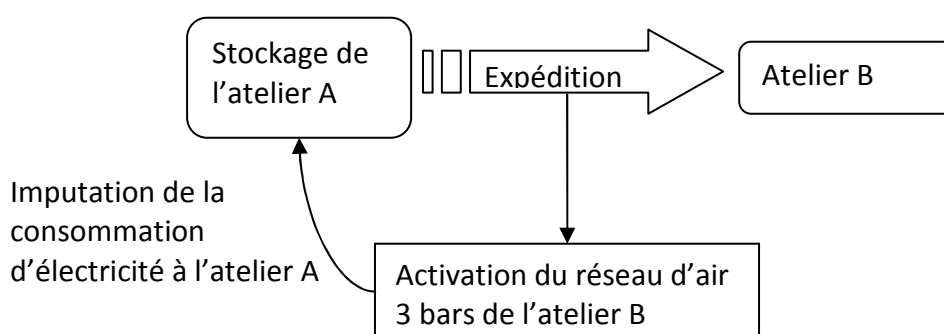 Stockage de
l’atelier A
Expédition
Atelier B
Imputation de la
consommation
d’électricité à l’atelier A
Activation du réseau d’air
3 bars de l’atelier B